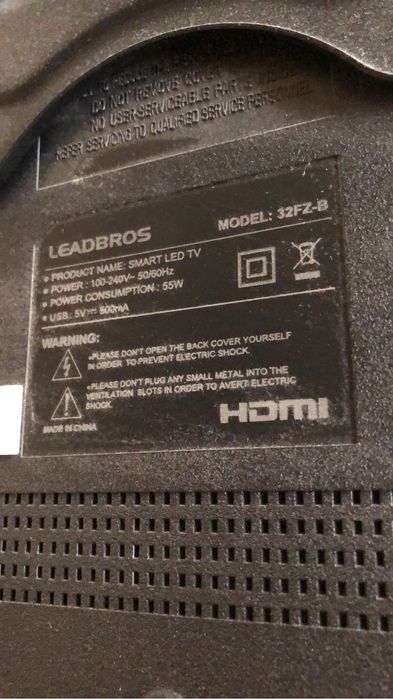 DO NOT REMOVE COVER
NO USER-SERVICEABLE PARTS INSIDE
REFER SERVICING TO QUALIFIED SERVICE PERSONNEL
LEADBROS
MODEL: 32FZ-B
• PRODUCT NAME: SMART LED TV
• POWER : 100-240V~ 50/60Hz
• POWER CONSUMPTION : 55W
• USB : 5V⎓ 500mA
WARNING:
•PLEASE DON'T OPEN THE BACK COVER YOURSELF
IN ORDER TO PREVENT ELECTRIC SHOCK.
•PLEASE DON'T PLUG ANY SMALL METAL INTO THE
VENTILATION SLOTS IN ORDER TO AVERT ELECTRIC
SHOCK.
MADE IN CHINA
HDMI